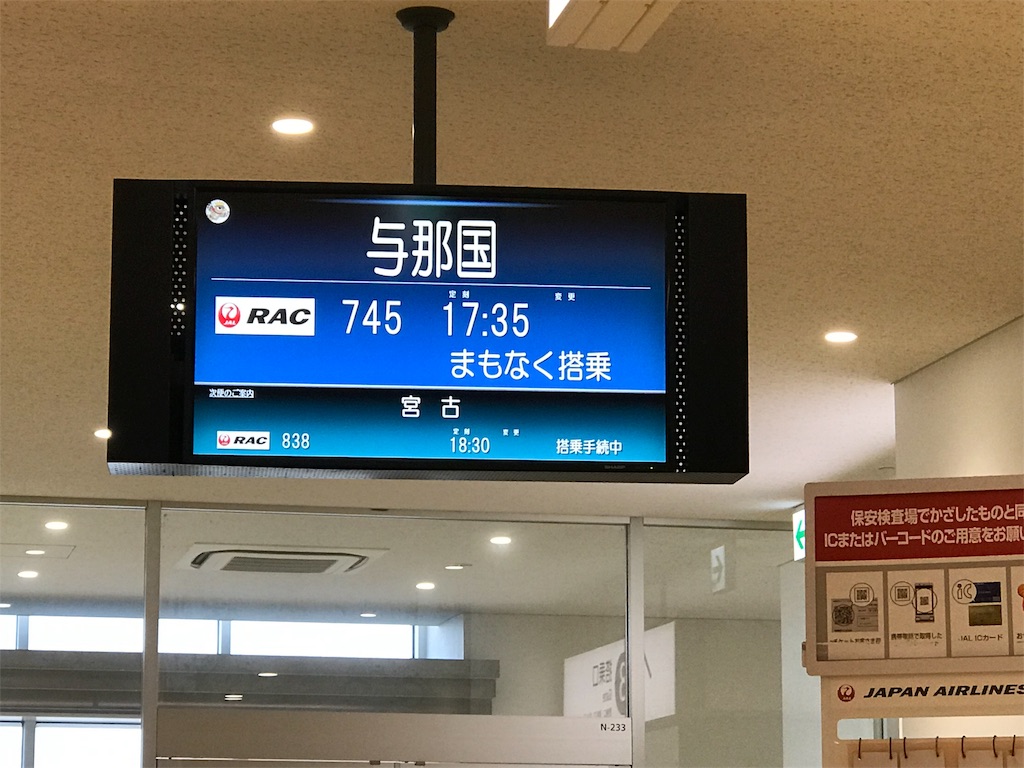 与那国
定刻 変更
JAL RAC 745 17:35
まもなく搭乗
次便のご案内
宮古
定刻 変更
RAC 838 18:30 搭乗手続中
SHARP
保安検査場でかざしたものと同
ICまたはバーコードのご用意をお願い
JAL ICカード
N-233
JAPAN AIRLINES